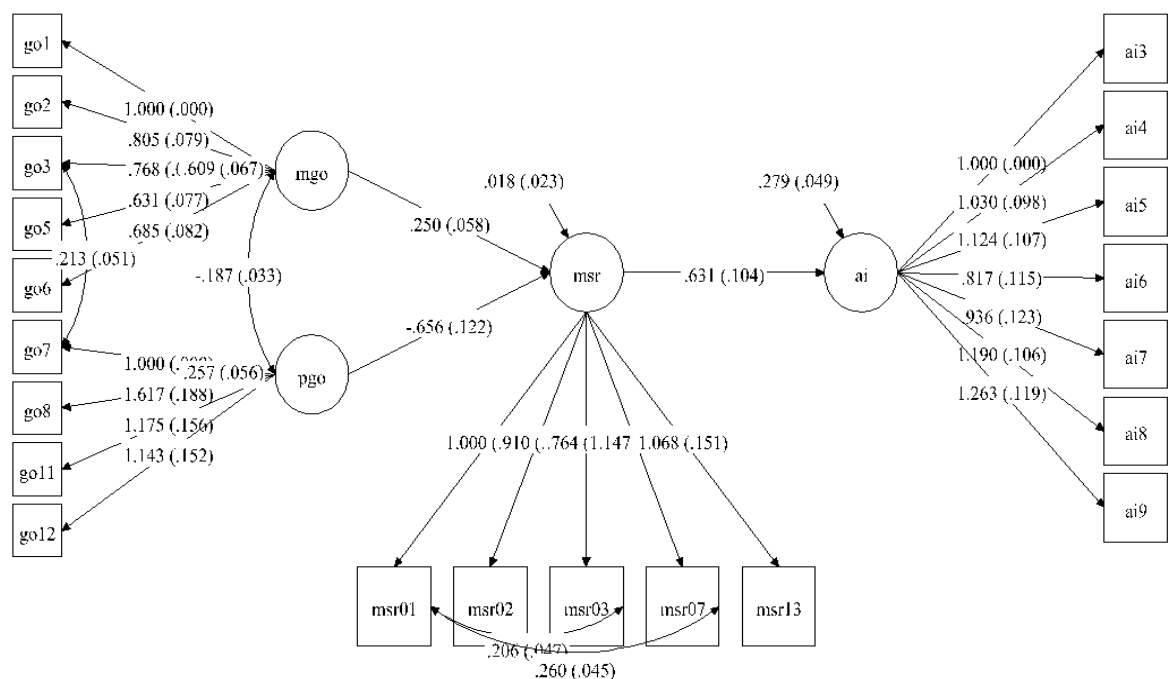 go1
go2
go3
go5
go6
go7
go8
go11
go12
1.000 (.000)
.805 (.079)
.768 (
.609 (.067)
.631 (.077)
.685 (.082)
.213 (.051)
-.187 (.033)
1.000 (
.257 (.056)
1.617 (.188)
1.175 (.156)
1.143 (.152)
mgo
pgo
.250 (.058)
-.656 (.122)
.018 (.023)
msr
.631 (.104)
.279 (.049)
ai
1.000 (.000)
1.030 (.098)
1.124 (.107)
.817 (.115)
.936 (.123)
1.190 (.106)
1.263 (.119)
ai3
ai4
ai5
ai6
ai7
ai8
ai9
1.000 (
.910 (
.764 (
1.147
1.068 (.151)
msr01
msr02
msr03
msr07
msr13
.206 (.047)
.260 (.045)